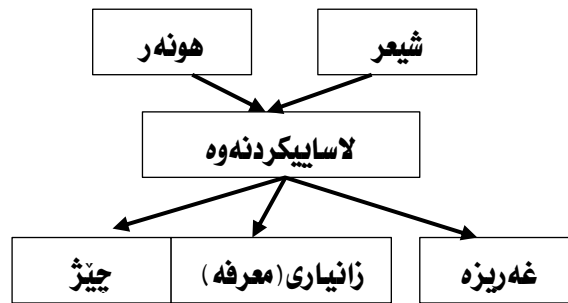 شیعر
هونەر
لاساییکردنەوە
غەریزە
زانیاری(معرفە)
چێژ